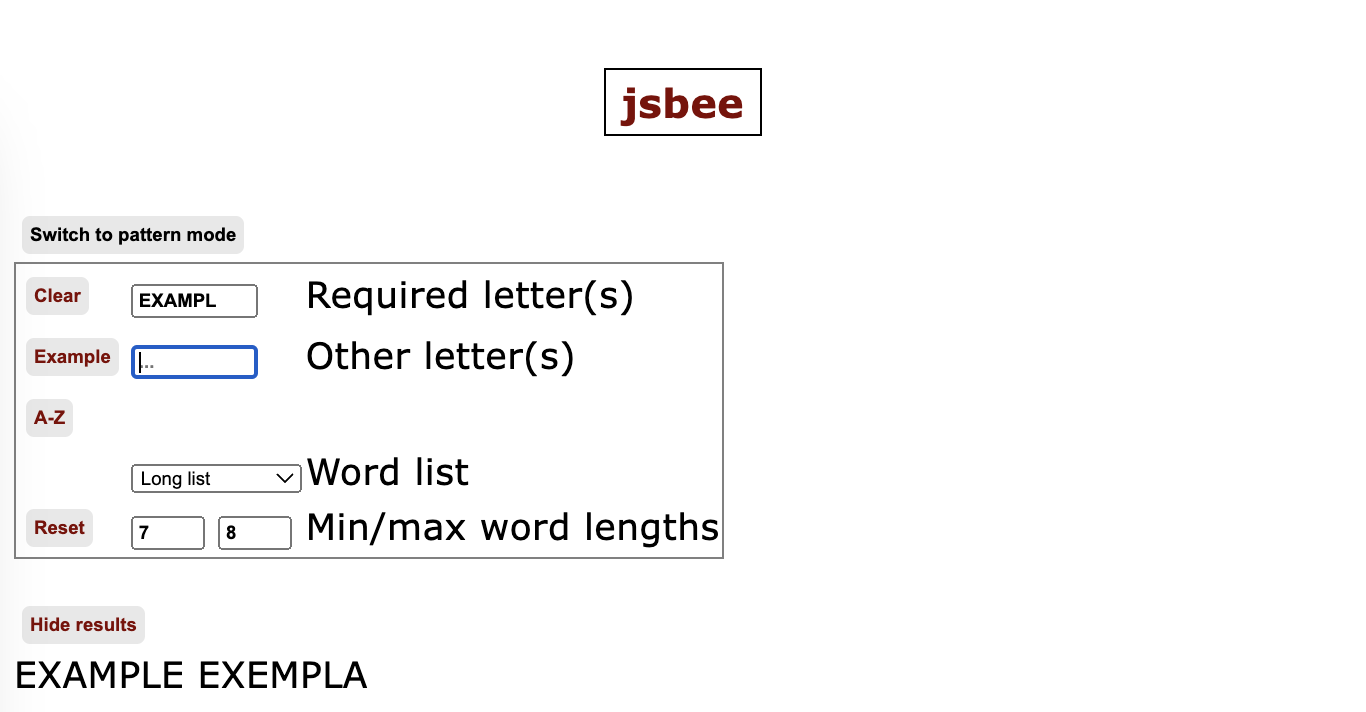 jsbee
Switch to pattern mode
Clear EXAMPL Required letter(s)
Example ... Other letter(s)
A-Z
Long list Word list
Reset 7 8 Min/max word lengths
Hide results
EXAMPLE EXEMPLA